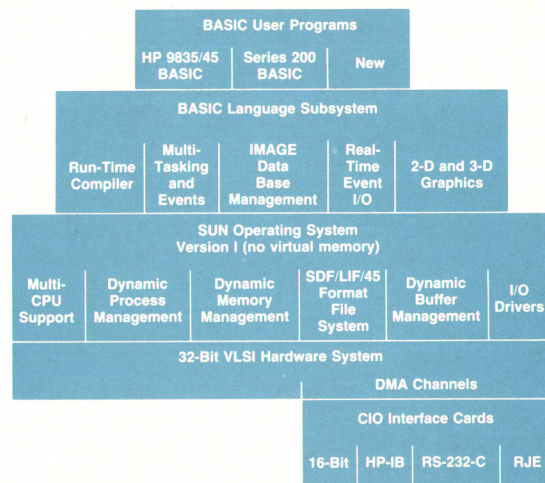 BASIC User Programs
HP 9835/45
BASIC
Series 200
BASIC
New
BASIC Language Subsystem
Run-Time
Compiler
Multi-
Tasking
and
Events
IMAGE
Data
Base
Management
Real-
Time
Event
I/O
2-D and 3-D
Graphics
SUN Operating System
Version I (no virtual memory)
Multi-
CPU
Support
Dynamic
Process
Management
Dynamic
Memory
Management
SDF/LIF/45
Format
File
System
Dynamic
Buffer
Management
I/O
Drivers
32-Bit VLSI Hardware System
DMA Channels
CIO Interface Cards
16-Bit
HP-IB
RS-232-C
RJE